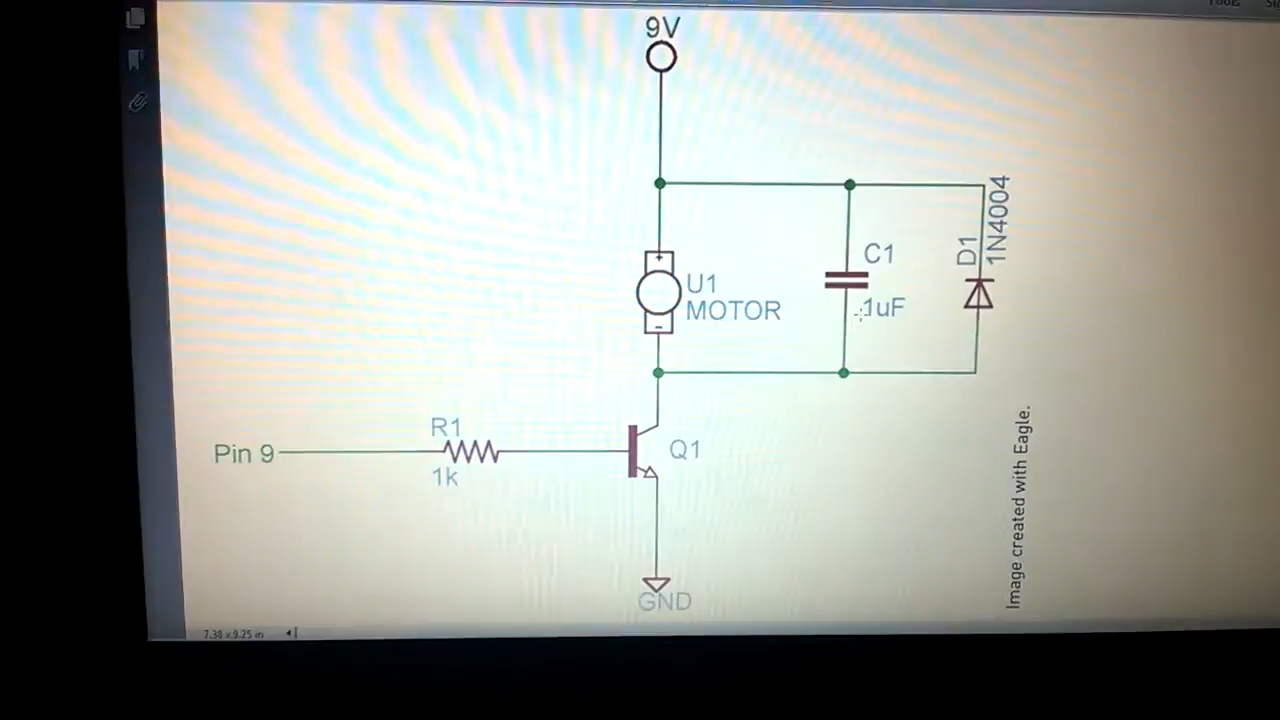 9V
+
U1
MOTOR
-
C1
.1uF
D1
1N4004
R1
1k
Pin 9
Q1
GND
Image created with Eagle.
7.38 x 9.25 in